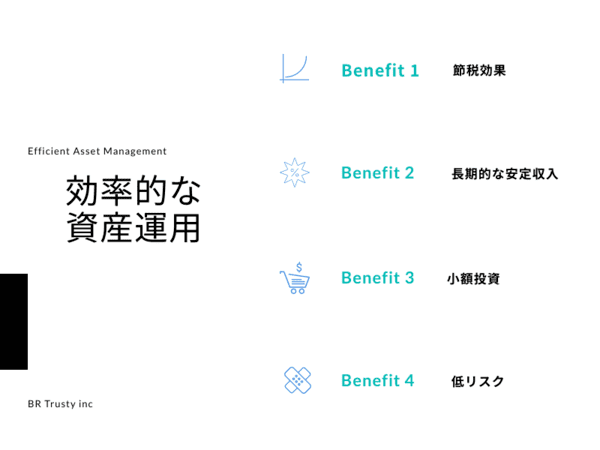 Efficient Asset Management
効率的な
資産運用
BR Trusty inc
Benefit 1 節税効果
Benefit 2 長期的な安定収入
Benefit 3 小額投資
Benefit 4 低リスク